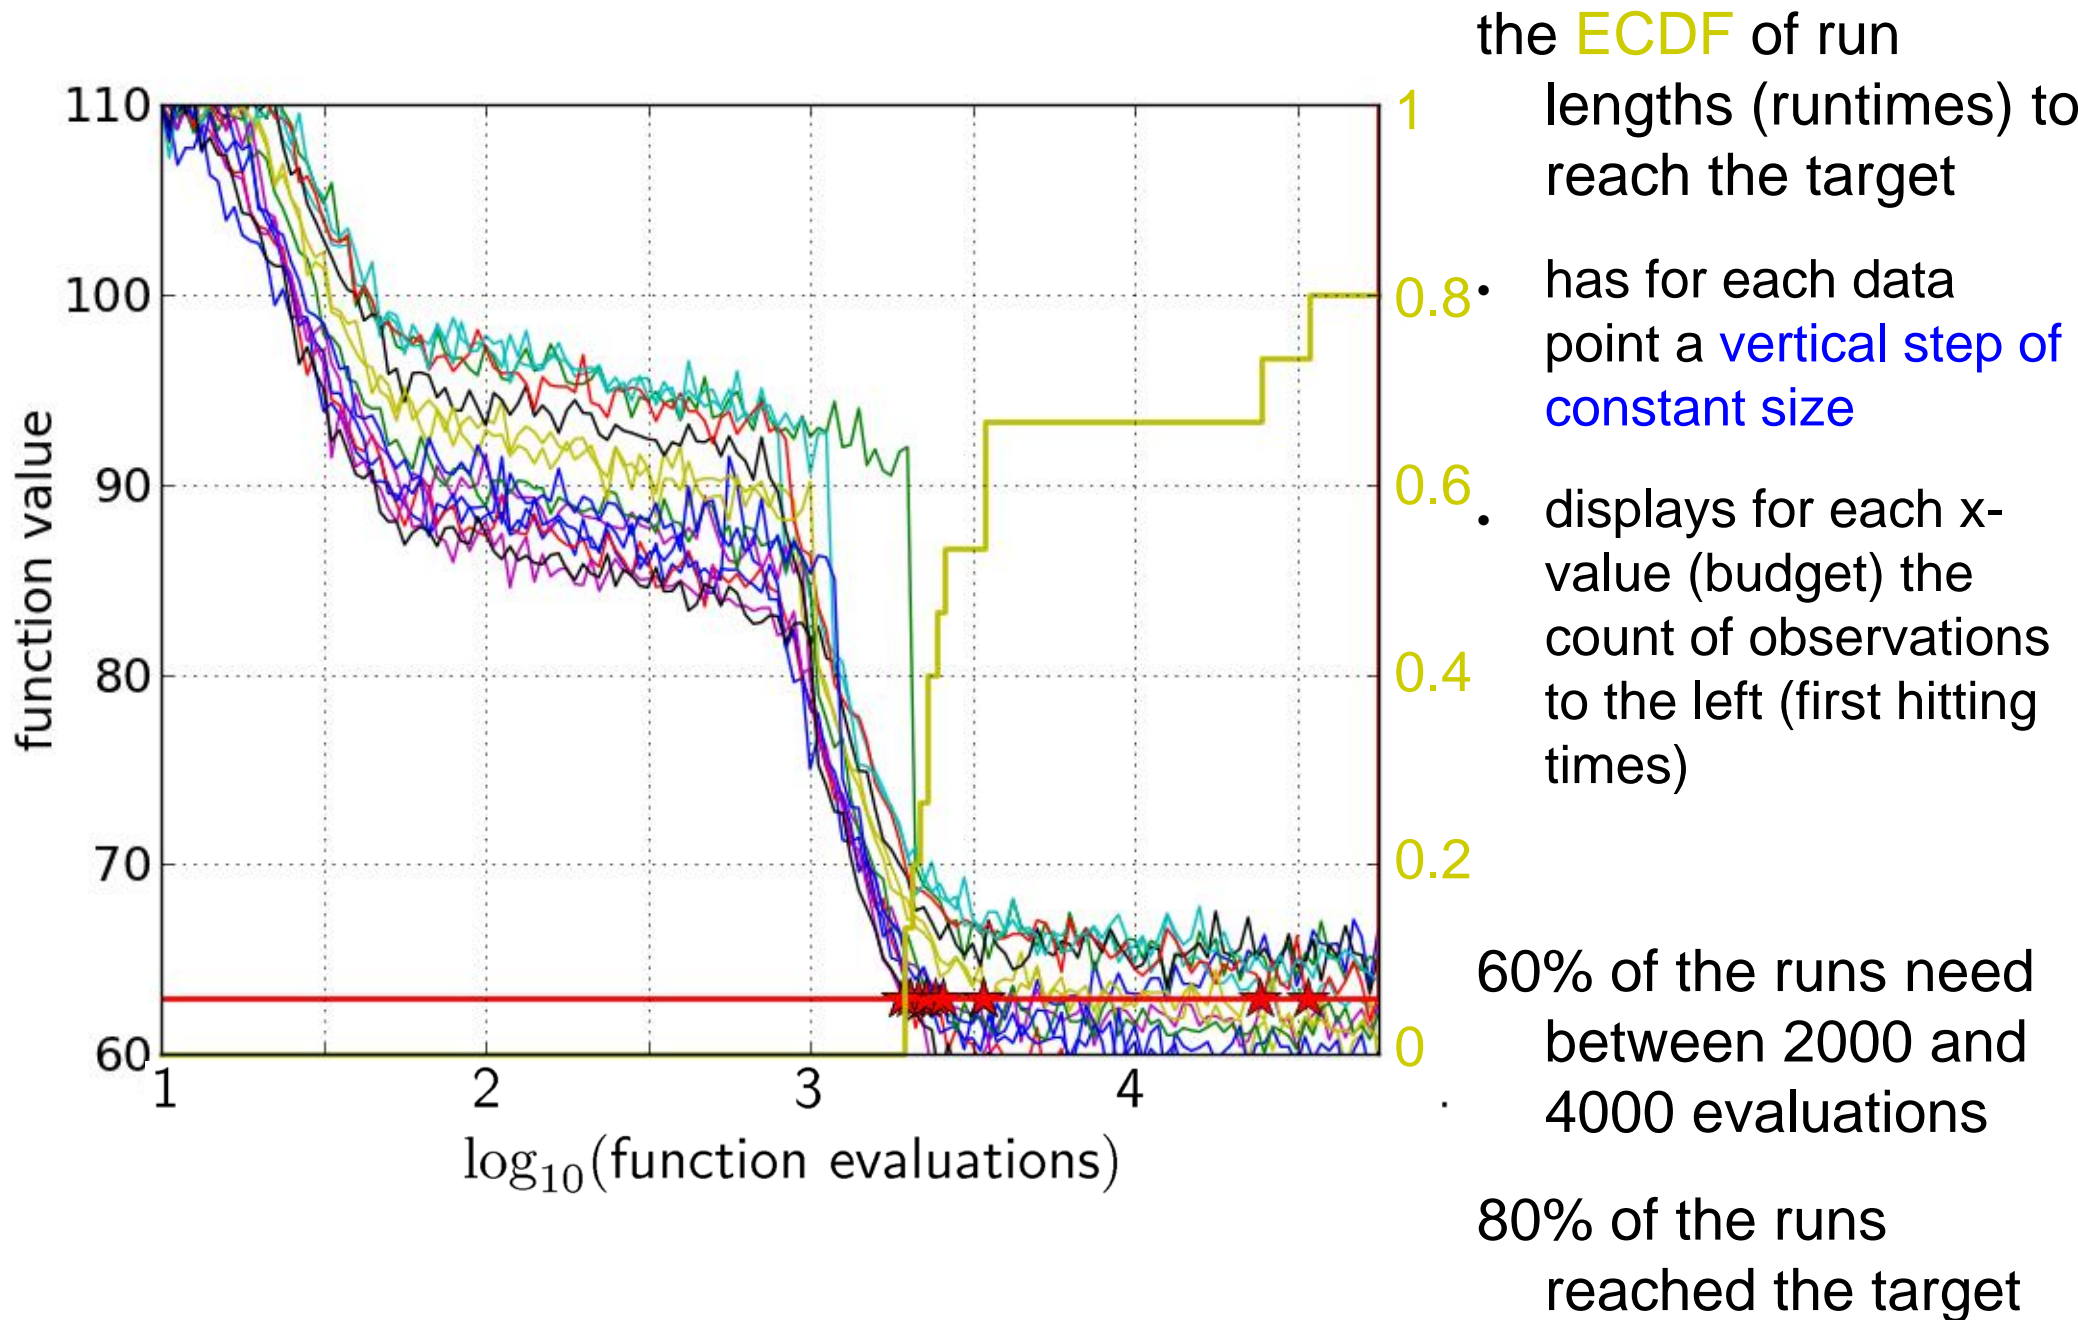 the ECDF of run
lengths (runtimes) to
reach the target
• has for each data
point a vertical step of
constant size
• displays for each x-
value (budget) the
count of observations
to the left (first hitting
times)
60% of the runs need
between 2000 and
4000 evaluations
80% of the runs
reached the target
110
100
90
80
70
60
function value
1
0.8
0.6
0.4
0.2
0
1 2 3 4
log₁₀(function evaluations)